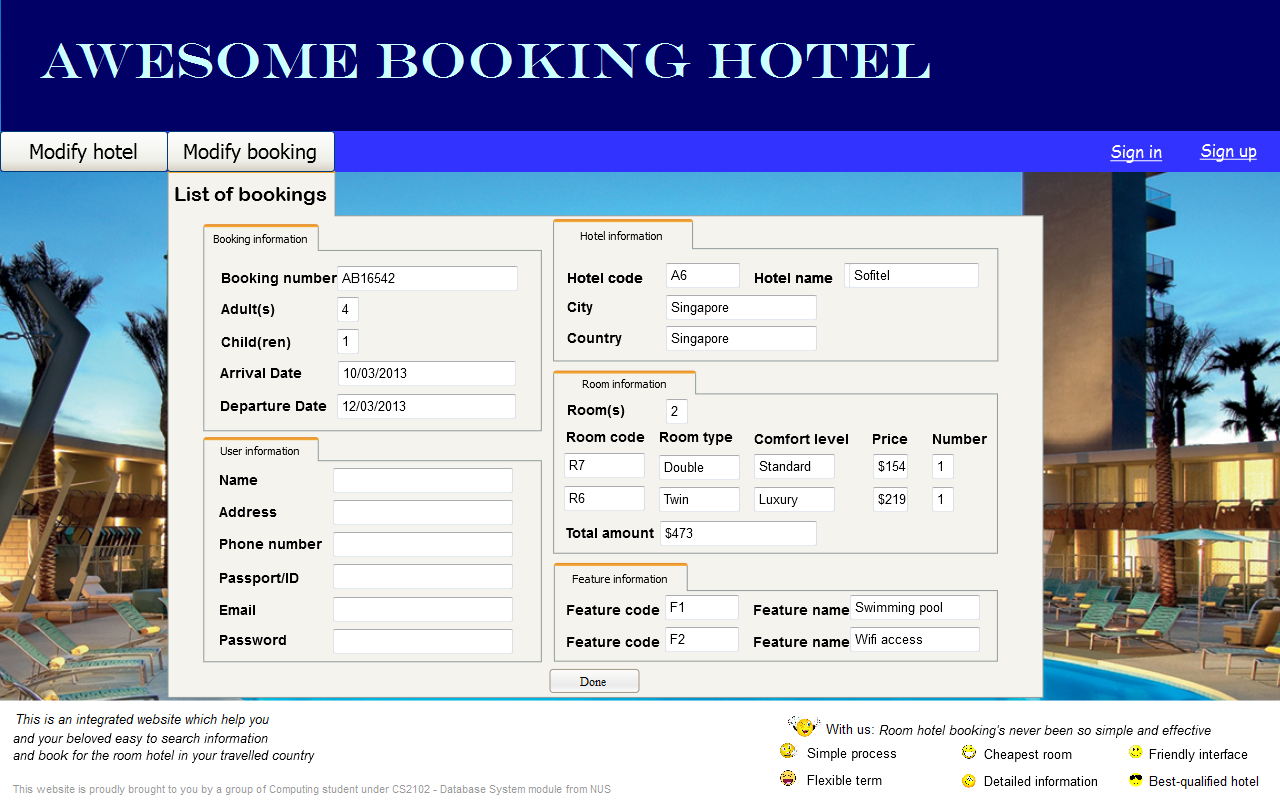 AWESOME BOOKING HOTEL
Modify hotel
Modify booking
Sign in
Sign up
List of bookings
Booking information
Booking number AB16542
Adult(s) 4
Child(ren) 1
Arrival Date 10/03/2013
Departure Date 12/03/2013
User information
Name
Address
Phone number
Passport/ID
Email
Password
Hotel information
Hotel code A6 Hotel name Sofitel
City Singapore
Country Singapore
Room information
Room(s) 2
Room code Room type Comfort level Price Number
R7 Double Standard $154 1
R6 Twin Luxury $219 1
Total amount $473
Feature information
Feature code F1 Feature name Swimming pool
Feature code F2 Feature name Wifi access
Done
This is an integrated website which help you
and your beloved easy to search information
and book for the room hotel in your travelled country
With us: Room hotel booking's never been so simple and effective
Simple process Cheapest room Friendly interface
Flexible term Detailed information Best-qualified hotel
This website is proudly brought to you by a group of Computing student under CS2102 - Database System module from NUS